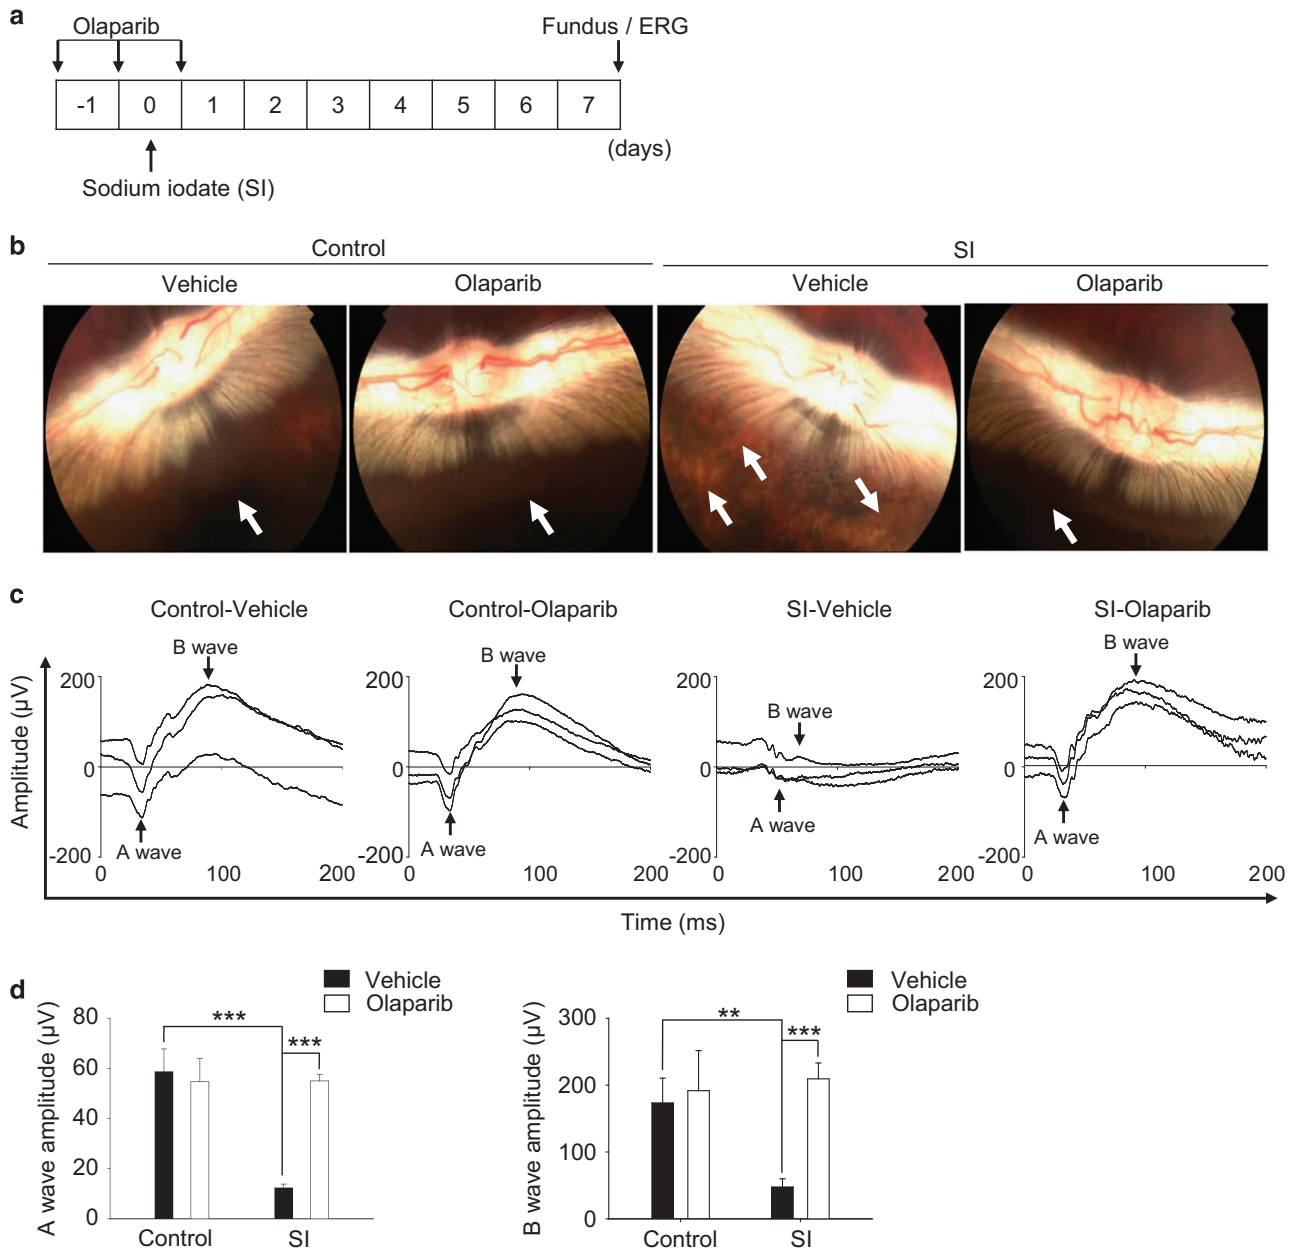 a
Olaparib
Fundus / ERG
-1 0 1 2 3 4 5 6 7
(days)
Sodium iodate (SI)
b
Control SI
Vehicle Olaparib Vehicle Olaparib
c
Control-Vehicle Control-Olaparib SI-Vehicle SI-Olaparib
Amplitude (µV)
200
0
-200
B wave
A wave
0 100 200
200
0
-200
B wave
A wave
0 100 200
200
0
-200
B wave
A wave
0 100 200
200
0
-200
B wave
A wave
0 100 200
Time (ms)
d
Vehicle
Olaparib
A wave amplitude (µV)
80
60
40
20
0
***
***
Control SI
Vehicle
Olaparib
B wave amplitude (µV)
300
200
100
0
**
***
Control SI